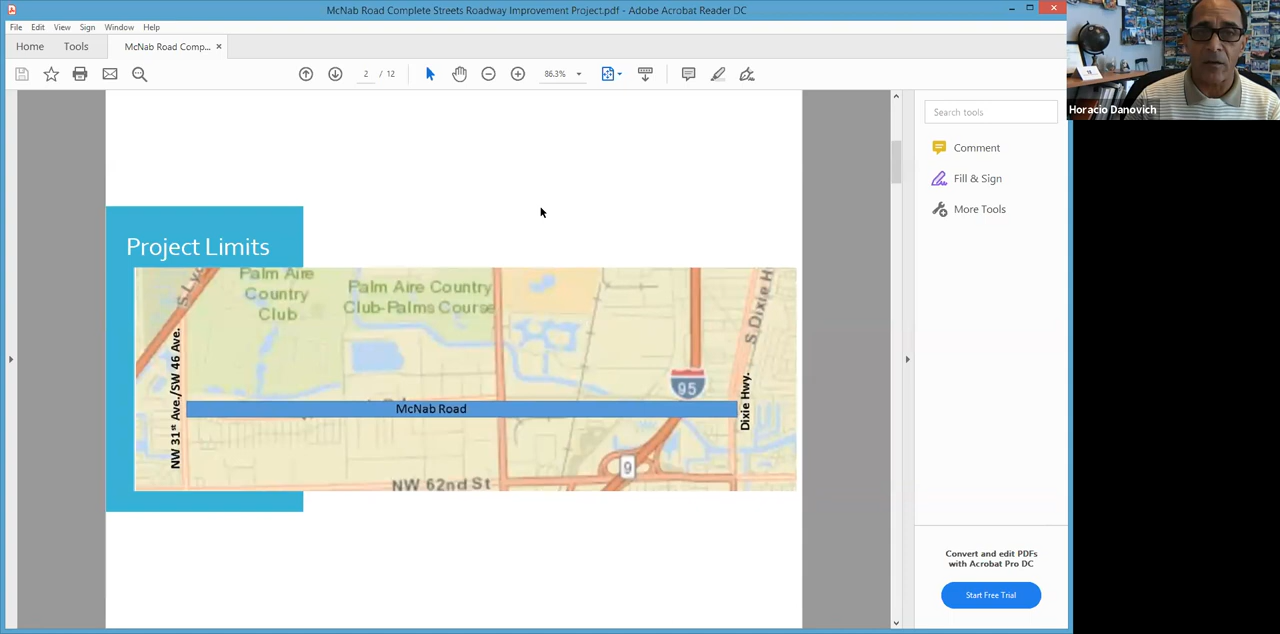 McNab Road Complete Streets Roadway Improvement Project.pdf - Adobe Acrobat Reader DC
File Edit View Sign Window Help
Home Tools McNab Road Comp... ×
2 / 12 86.3%
Horacio Danovich
Search tools
Comment
Fill & Sign
More Tools
Project Limits
Palm Aire
Country
Club
Palm Aire Country
Club-Palms Course
S Lyo
S Dixie H
NW 31st Ave./SW 46 Ave.
95
Dixie Hwy.
McNab Road
9
NW 62nd St
Convert and edit PDFs
with Acrobat Pro DC
Start Free Trial